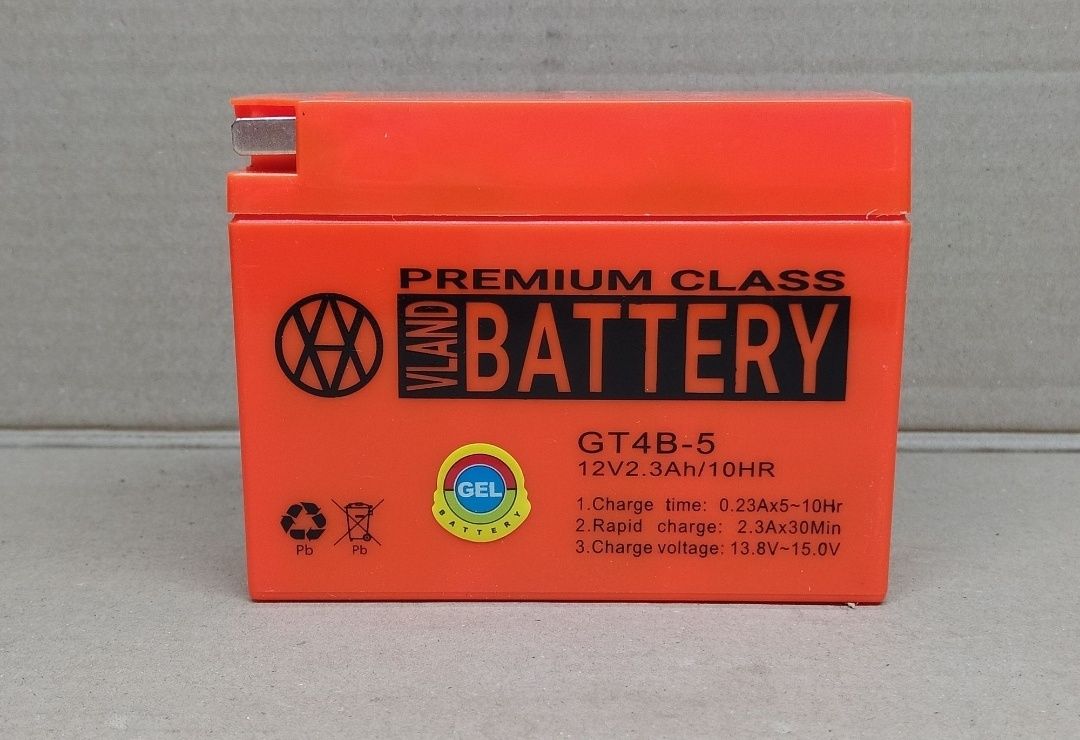 PREMIUM CLASS
VLAND
BATTERY
GT4B-5
12V2.3Ah/10HR
GEL
BATTERY
1.Charge time: 0.23Ax5~10Hr
2.Rapid charge: 2.3Ax30Min
3.Charge voltage: 13.8V~15.0V
Pb
Pb